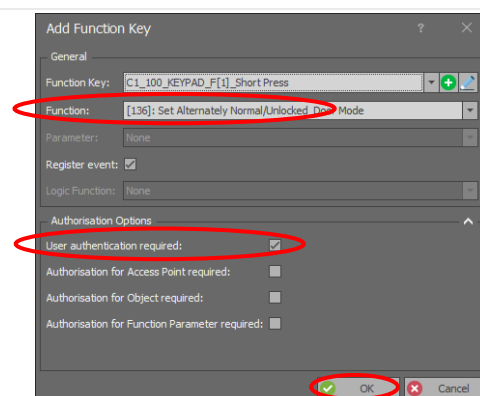 Add Function Key ?
General
Function Key: C1_100_KEYPAD_F[1]_Short Press
Function: [136]: Set Alternately Normal/Unlocked Door Mode
Parameter: None
Register event:
Logic Function: None
Authorisation Options
User authentication required:
Authorisation for Access Point required:
Authorisation for Object required:
Authorisation for Function Parameter required:
OK Cancel